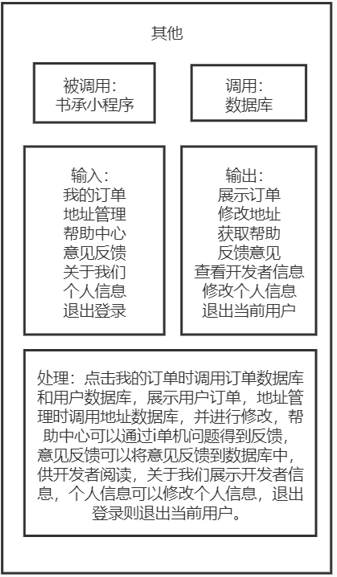 其他
被调用：
书承小程序
调用：
数据库
输入：
我的订单
地址管理
帮助中心
意见反馈
关于我们
个人信息
退出登录
输出：
展示订单
修改地址
获取帮助
反馈意见
查看开发者信息
修改个人信息
退出当前用户
处理：点击我的订单时调用订单数据库
和用户数据库，展示用户订单，地址管
理时调用地址数据库，并进行修改，帮
助中心可以通过i单机问题得到反馈，
意见反馈可以将意见反馈到数据库中，
供开发者阅读，关于我们展示开发者信
息，个人信息可以修改个人信息，退出
登录则退出当前用户。